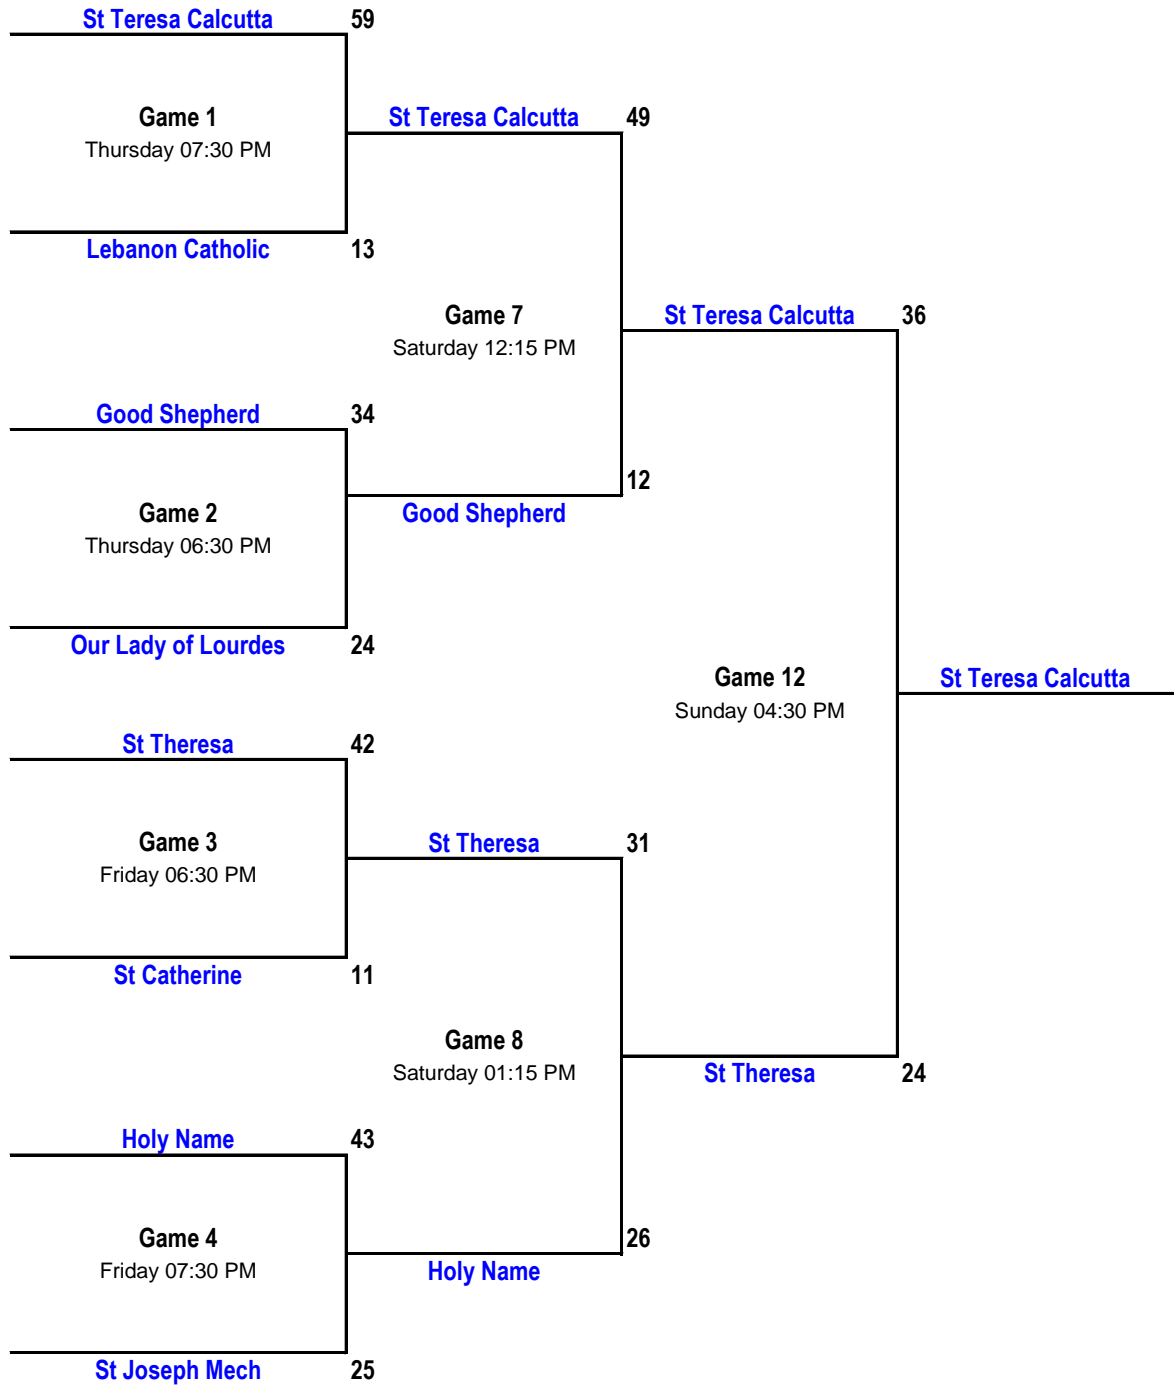 St Teresa Calcutta 59
Game 1 St Teresa Calcutta 49
Thursday 07:30 PM
Lebanon Catholic 13
Game 7 St Teresa Calcutta 36
Saturday 12:15 PM
Good Shepherd 34
12
Game 2 Good Shepherd
Thursday 06:30 PM
Our Lady of Lourdes 24
Game 12 St Teresa Calcutta
Sunday 04:30 PM
St Theresa 42
Game 3 St Theresa 31
Friday 06:30 PM
St Catherine 11
Game 8
Saturday 01:15 PM St Theresa 24
Holy Name 43
Game 4 26
Friday 07:30 PM Holy Name
St Joseph Mech 25